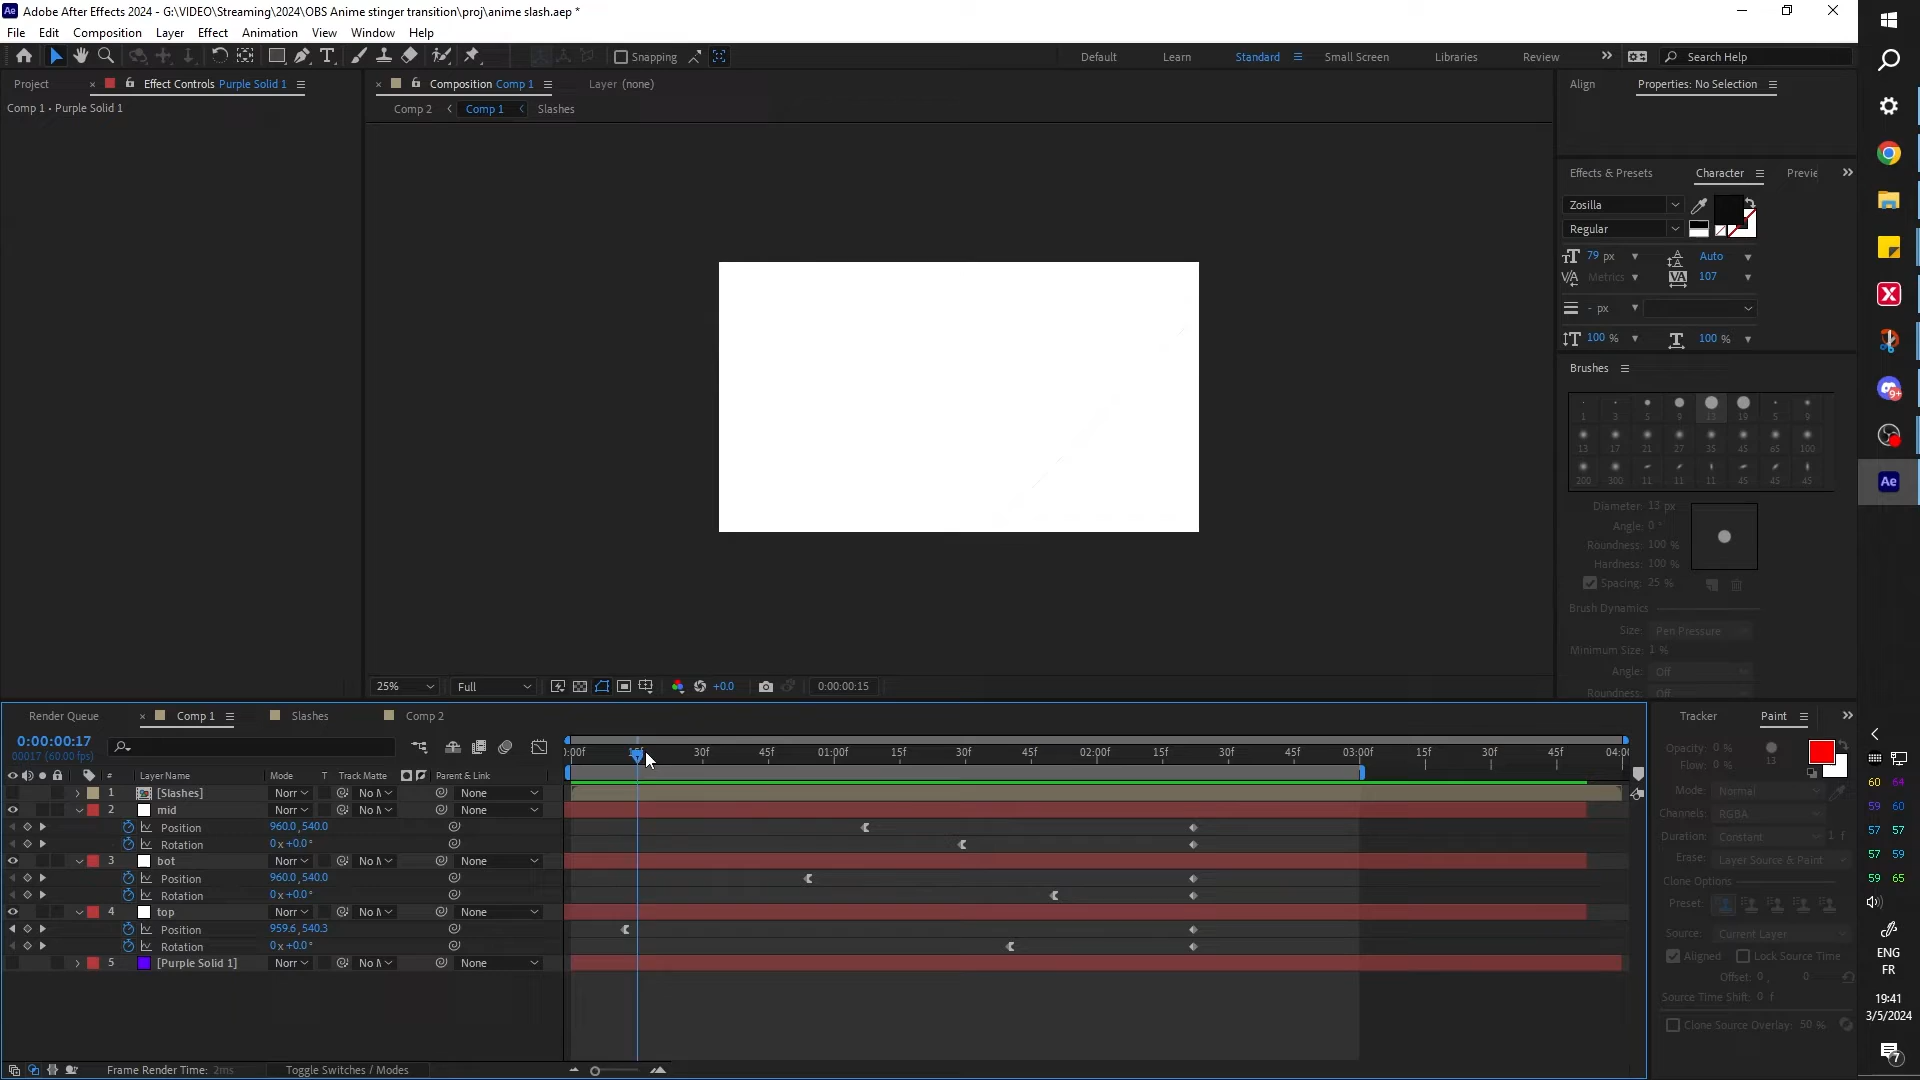 Adobe After Effects 2024 - G:\VIDEO\Streaming\2024\OBS Anime stinger transition\proj\anime slash.aep *
File Edit Composition Layer Effect Animation View Window Help
Snapping
Default Learn Standard Small Screen Libraries Review Search Help
Project Effect Controls Purple Solid 1 Composition Comp 1 Layer (none) Align Properties: No Selection
Comp 1 • Purple Solid 1 Comp 2 Comp 1 Slashes
Effects & Presets Character Previe
Zosilla
Regular
79 px Auto
Metrics 107
- px
100 % 100 %
Brushes
1 3 5 9 13 19 5 9
13 17 21 27 35 45 65 100
200 300 11 11 11 45 45 45
Diameter: 13 px
Angle: 0 °
Roundness: 100 %
Hardness: 100 %
Spacing: 25 %
Brush Dynamics
Size: Pen Pressure
Minimum Size: 1 %
Angle: Off
Roundness: Off
25% Full +0.0 0:00:00:15
Render Queue Comp 1 Slashes Comp 2 Tracker Paint
0:00:00:17
00017 (60.00 fps)
:00f 15f 30f 45f 01:00f 15f 30f 45f 02:00f 15f 30f 45f 03:00f 15f 30f 45f 04:00
# Layer Name Mode T Track Matte Parent & Link
1 [Slashes] Norr No M None
2 mid Norr No M None
Position 960.0,540.0
Rotation 0x+0.0°
3 bot Norr No M None
Position 960.0,540.0
Rotation 0x+0.0°
4 top Norr No M None
Position 959.6,540.3
Rotation 0x+0.0°
5 [Purple Solid 1] Norr No M None
Frame Render Time: 2ms Toggle Switches / Modes
Opacity: 0 %
Flow: 0 %
13
Mode: Normal
Channels: RGBA
Duration: Constant 1 f
Erase: Layer Source & Paint
Clone Options
Preset:
Source: Current Layer
Aligned Lock Source Time
Offset: 0 , 0
Source Time Shift: 0 f
Clone Source Overlay: 50 %
9+
Ae
60 64
59 60
57 57
57 59
59 65
ENG
FR
19:41
3/5/2024
7